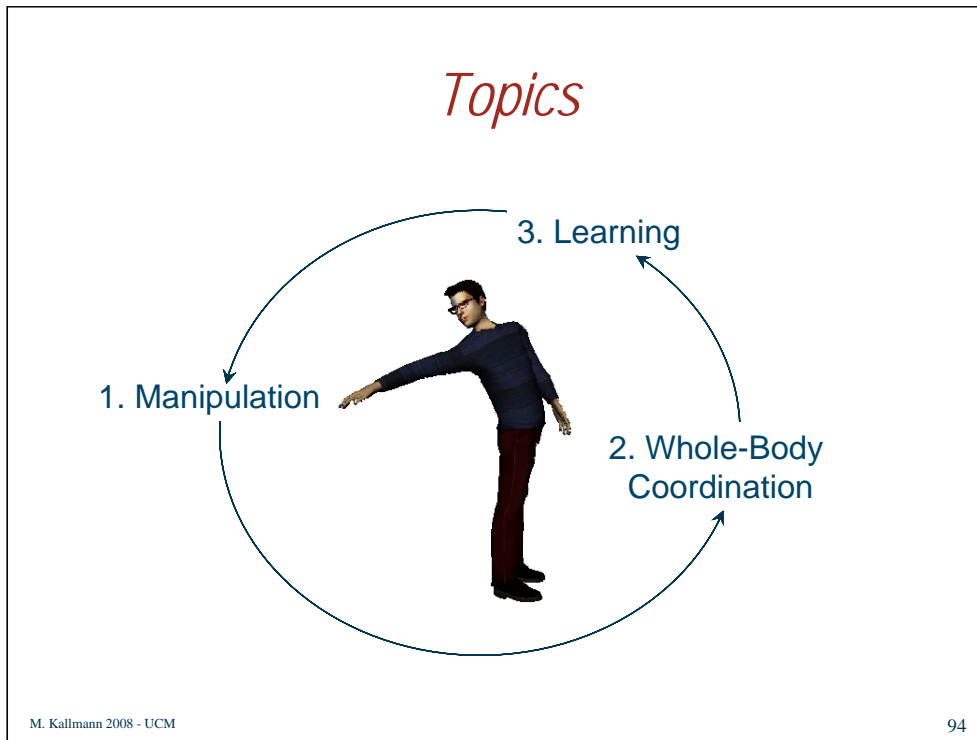 Topics
3. Learning
1. Manipulation
2. Whole-Body
Coordination
M. Kallmann 2008 - UCM
94